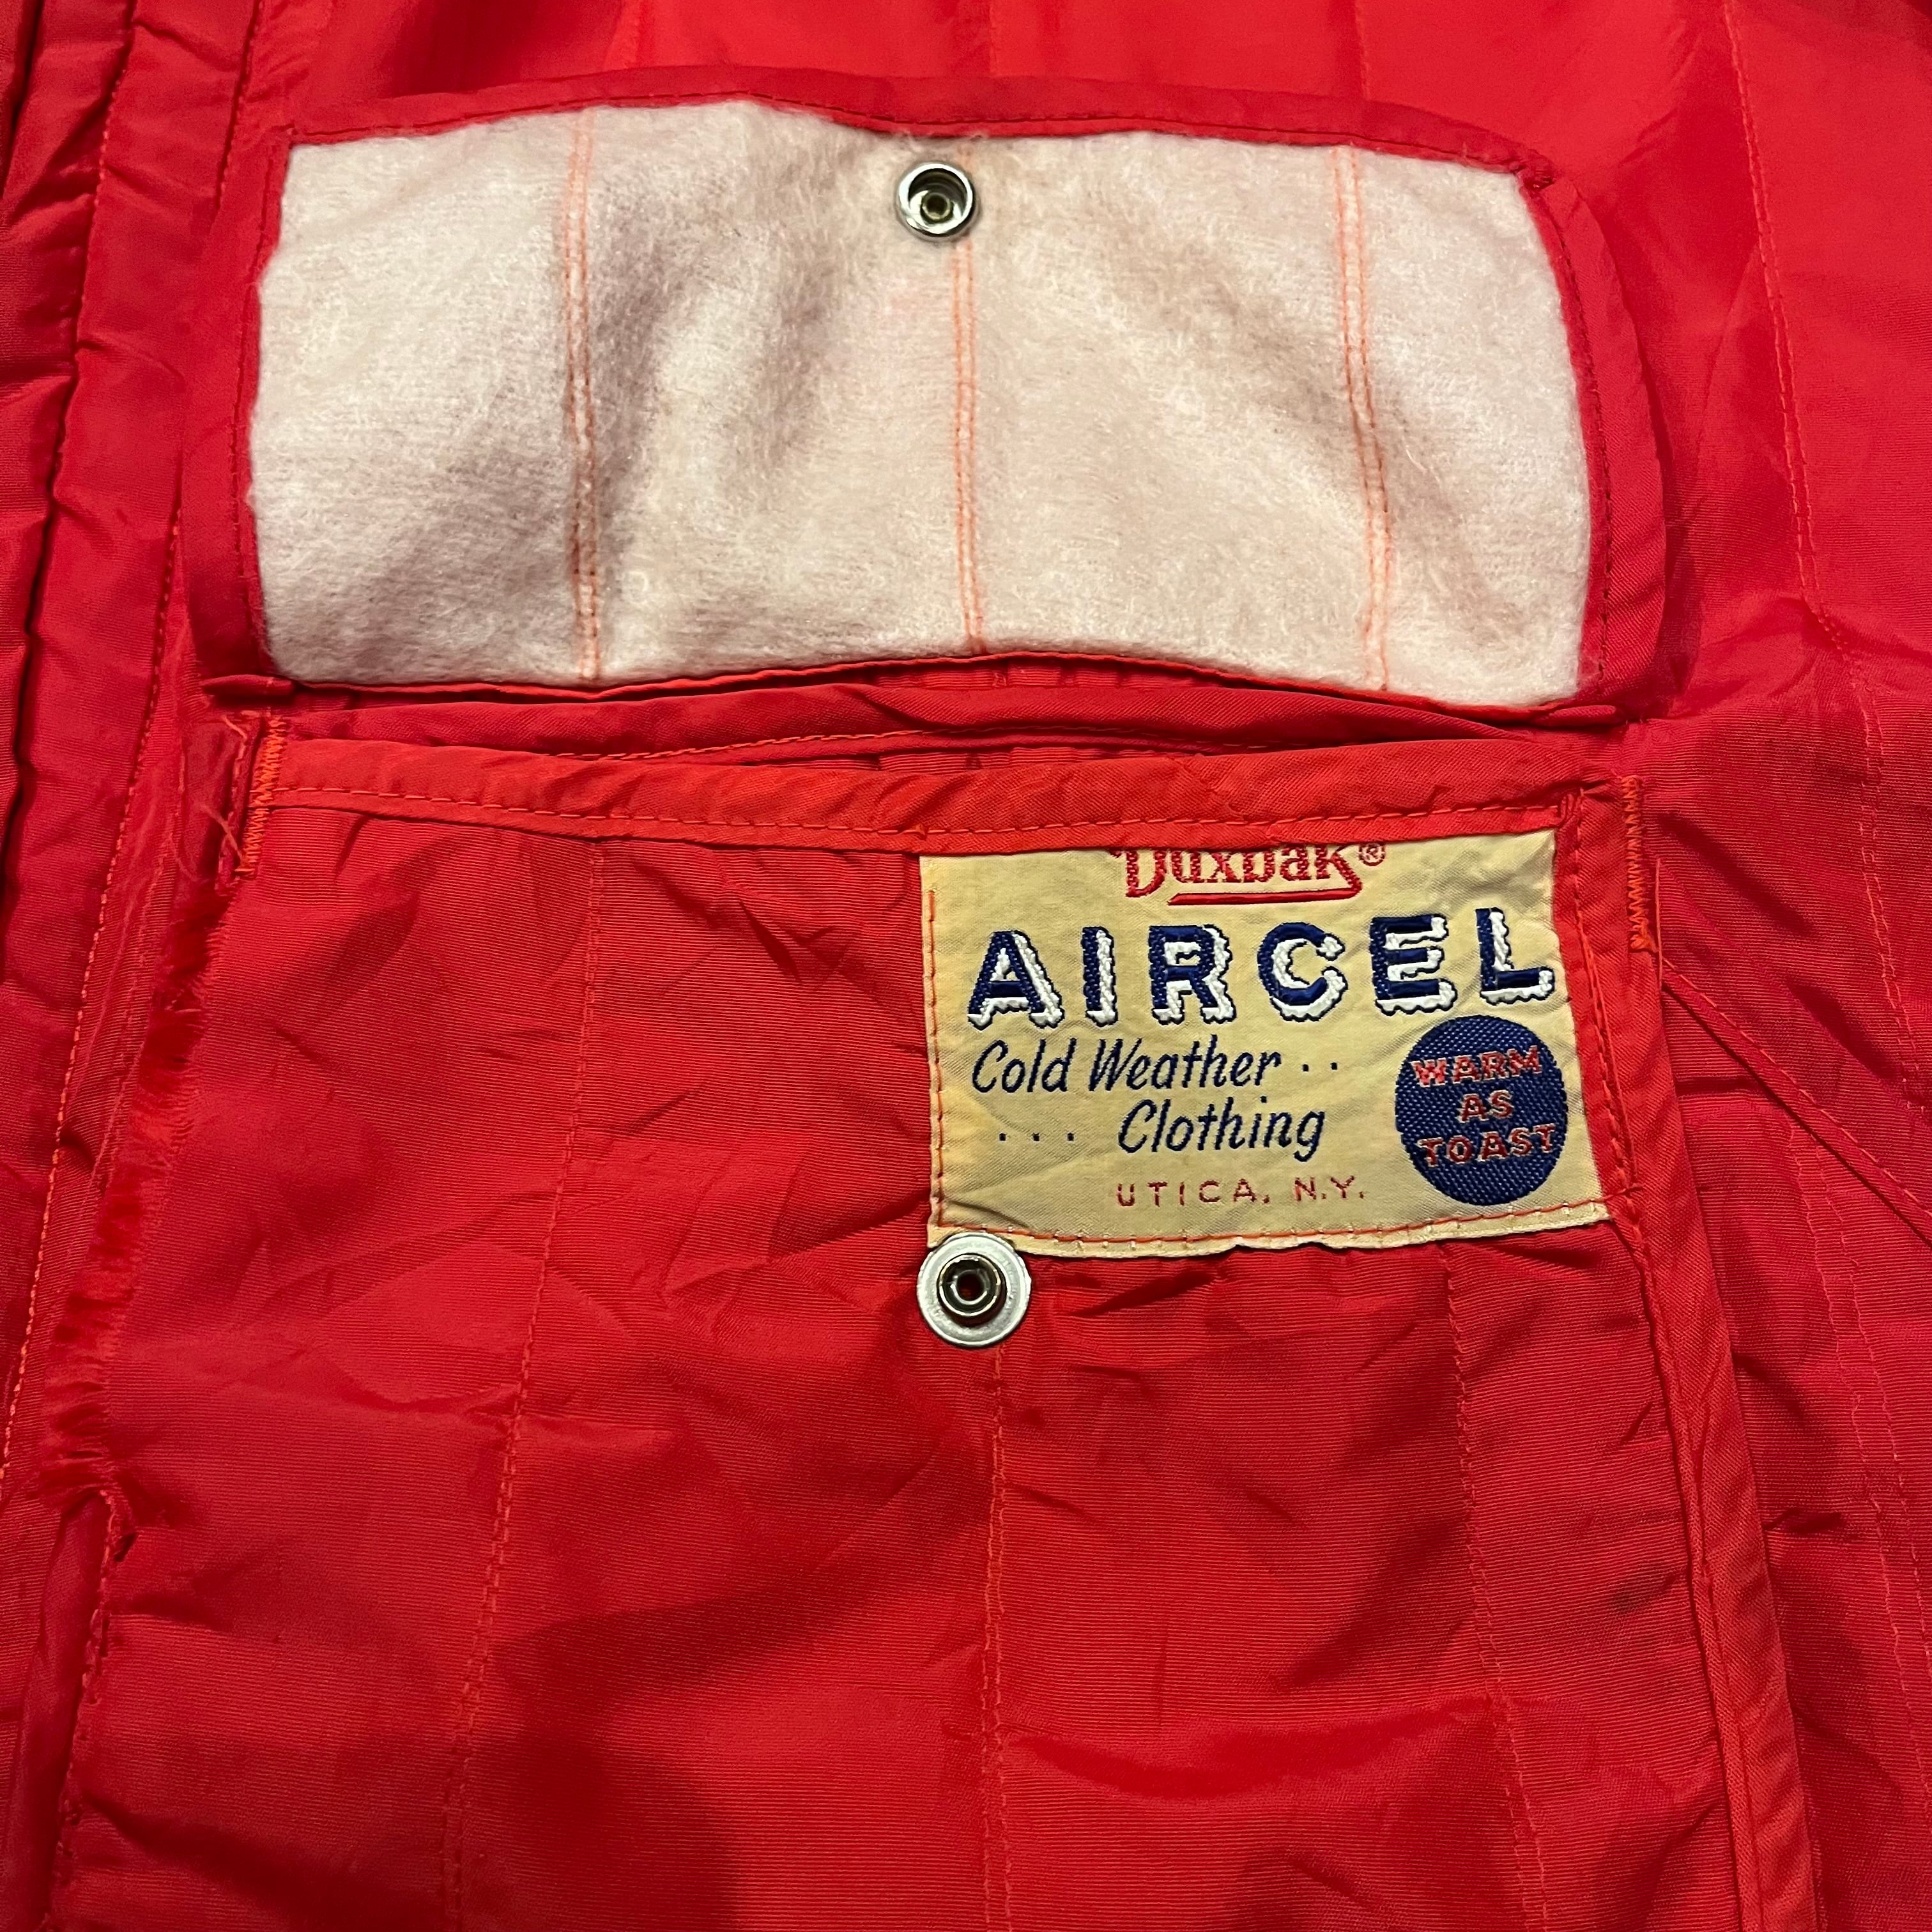 Duxbak®
AIRCEL
Cold Weather ..
... Clothing
WARM
AS
TOAST
UTICA, N.Y.